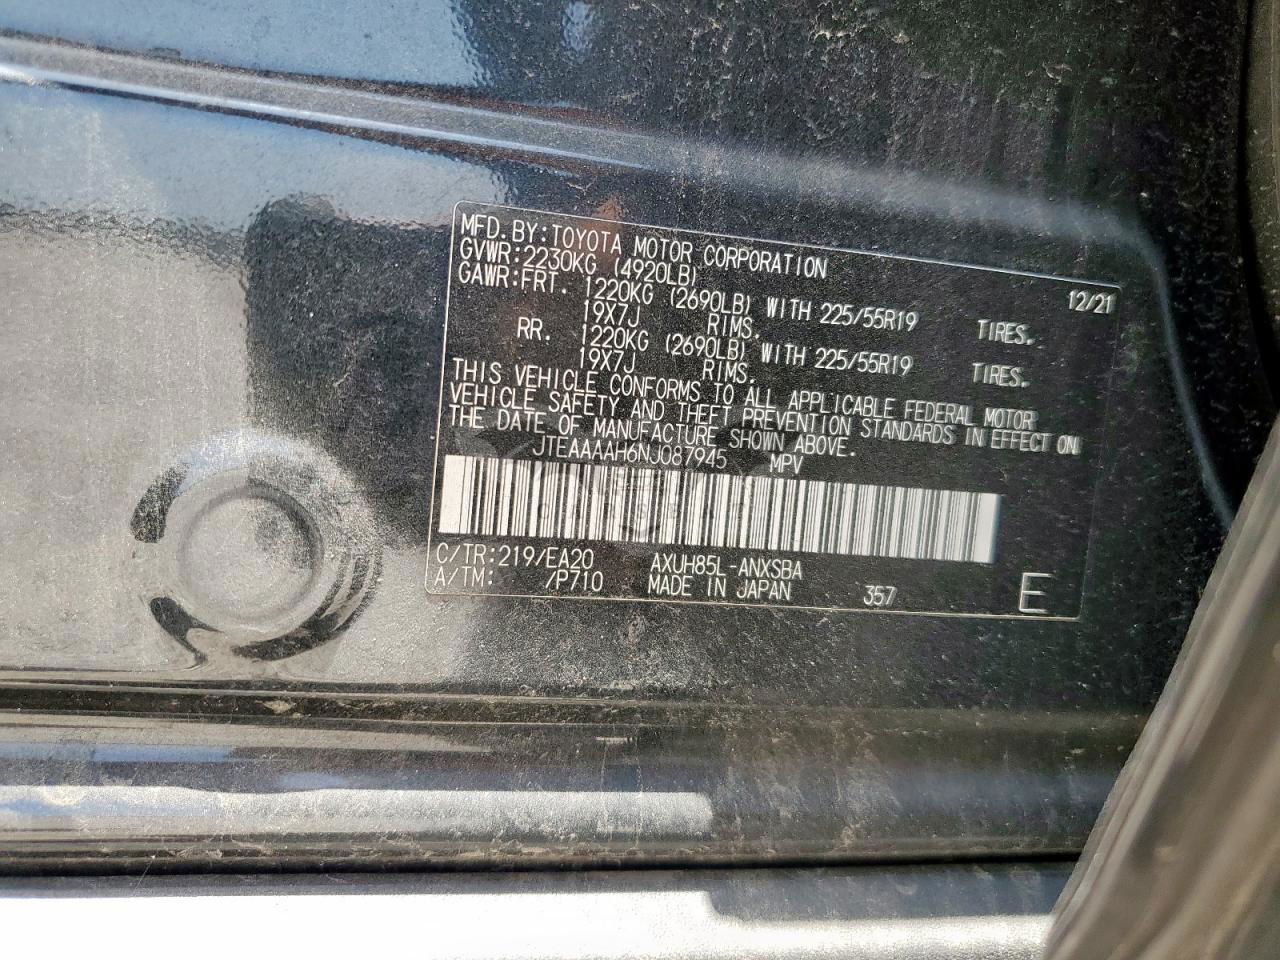 MFD. BY: TOYOTA MOTOR CORPORATION 12/21
GVWR: 2230KG (4920LB)
GAWR: FRT. 1220KG (2690LB) WITH 225/55R19 TIRES.
19X7J RIMS.
RR. 1220KG (2690LB) WITH 225/55R19 TIRES.
19X7J RIMS.
THIS VEHICLE CONFORMS TO ALL APPLICABLE FEDERAL MOTOR
VEHICLE SAFETY AND THEFT PREVENTION STANDARDS IN EFFECT ON
THE DATE OF MANUFACTURE SHOWN ABOVE.
JTEAAAAH6NJ087945 MPV
C/TR: 219/EA20 AXUH85L-ANXSBA
A/TM: /P710 MADE IN JAPAN 357 E